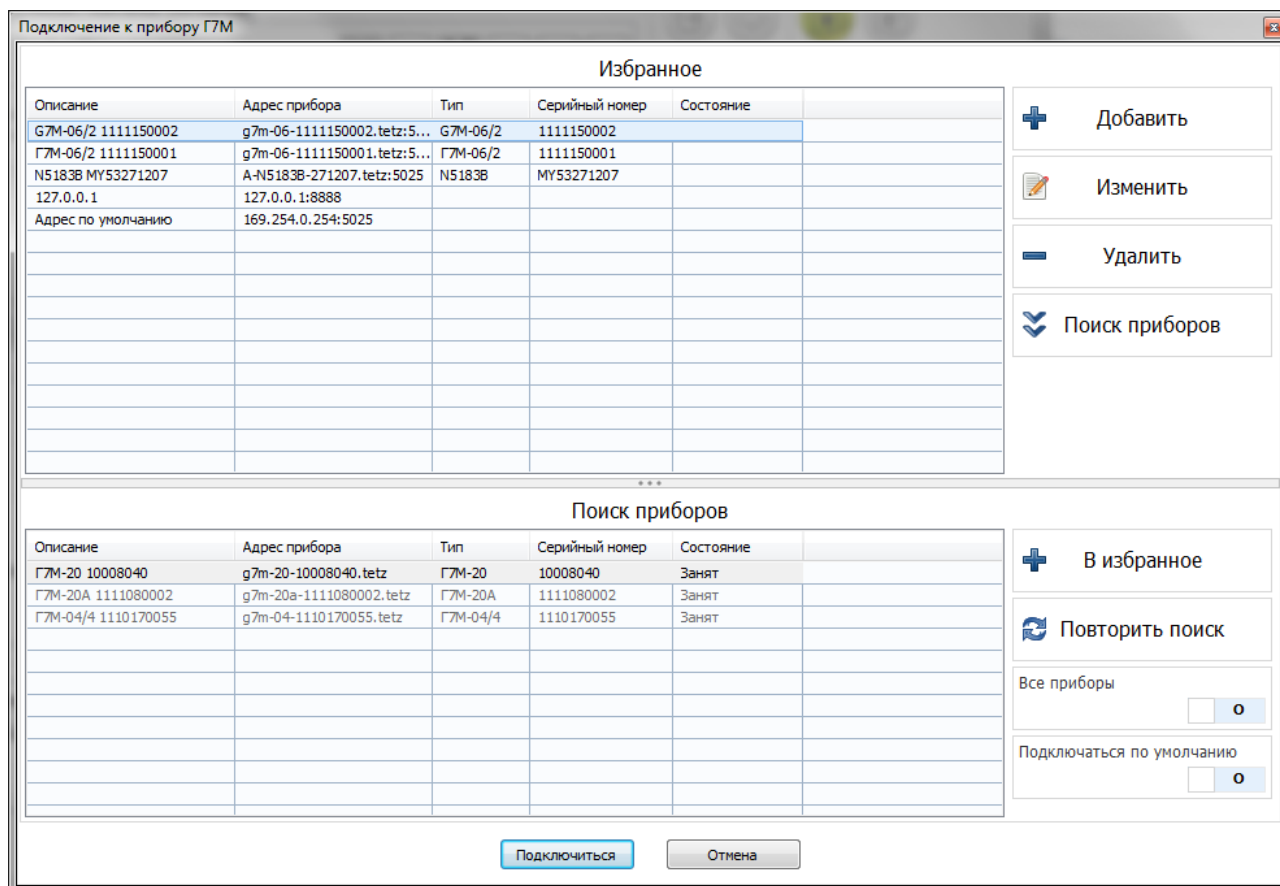 Подключение к прибору Г7М
Избранное
Описание Адрес прибора Тип Серийный номер Состояние
G7M-06/2 1111150002 g7m-06-1111150002.tetz:5... G7M-06/2 1111150002
Г7М-06/2 1111150001 g7m-06-1111150001.tetz:5... Г7М-06/2 1111150001
N5183B MY53271207 A-N5183B-271207.tetz:5025 N5183B MY53271207
127.0.0.1 127.0.0.1:8888
Адрес по умолчанию 169.254.0.254:5025
Добавить
Изменить
Удалить
Поиск приборов
Поиск приборов
Описание Адрес прибора Тип Серийный номер Состояние
Г7М-20 10008040 g7m-20-10008040.tetz Г7М-20 10008040 Занят
Г7М-20А 1111080002 g7m-20a-1111080002.tetz Г7М-20А 1111080002 Занят
Г7М-04/4 1110170055 g7m-04-1110170055.tetz Г7М-04/4 1110170055 Занят
В избранное
Повторить поиск
Все приборы
О
Подключаться по умолчанию
О
Подключиться Отмена